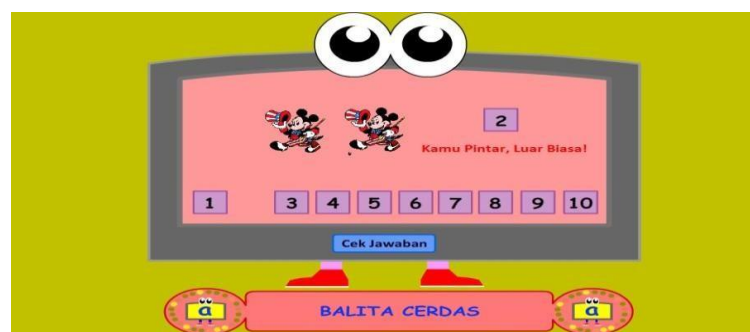 2
Kamu Pintar, Luar Biasa!
1 3 4 5 6 7 8 9 10
Cek Jawaban
a BALITA CERDAS a